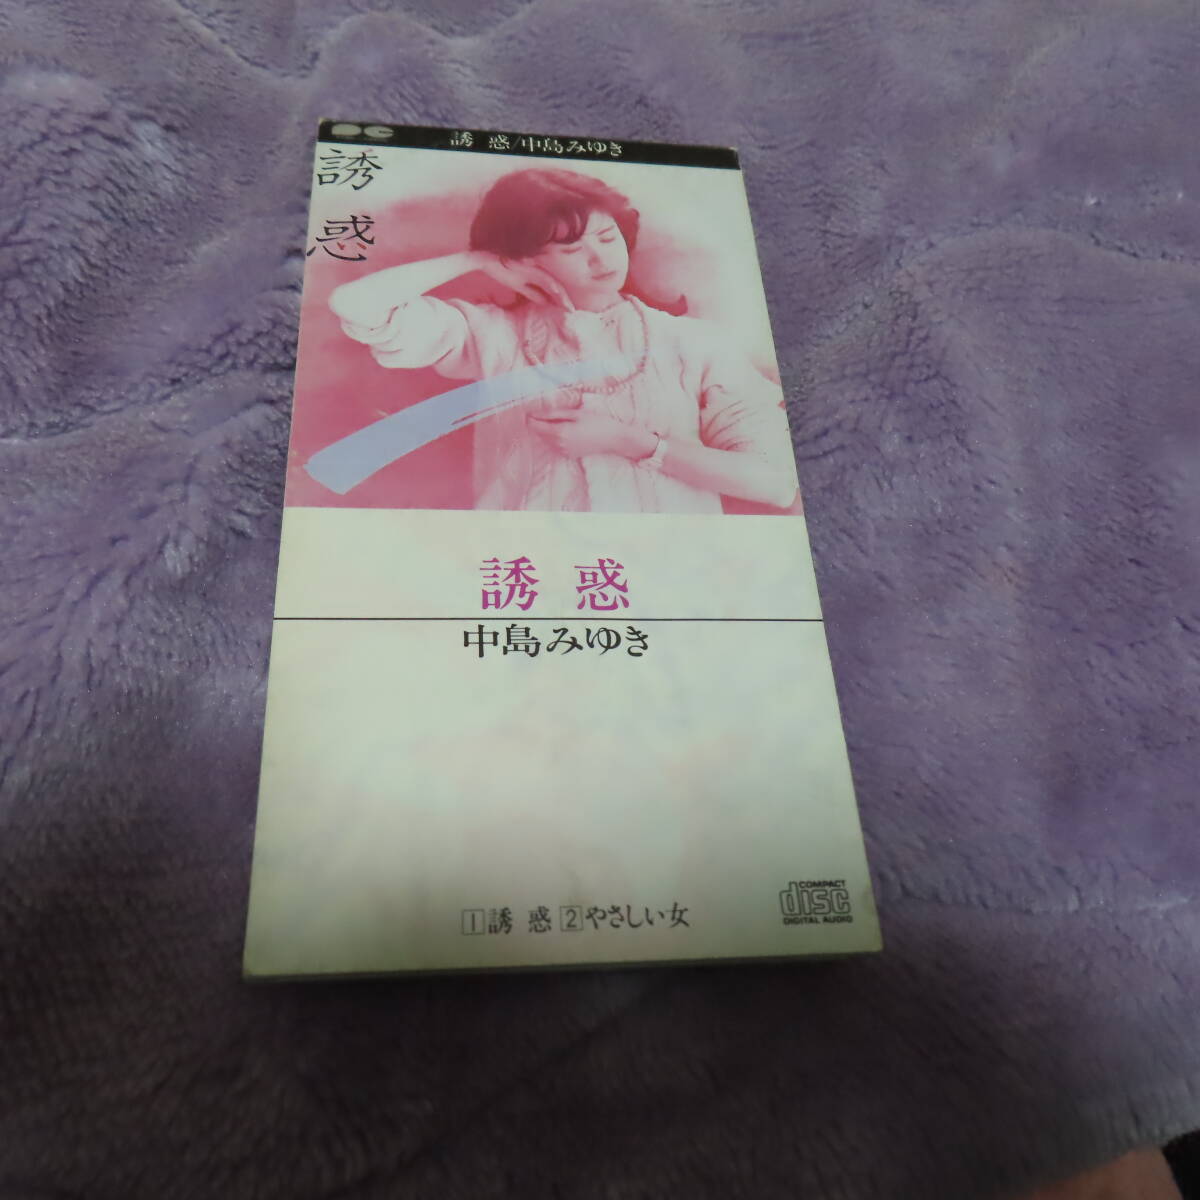 誘惑/中島みゆき
誘惑
誘惑
中島みゆき
1誘惑 2やさしい女
COMPACT
disc
DIGITAL AUDIO